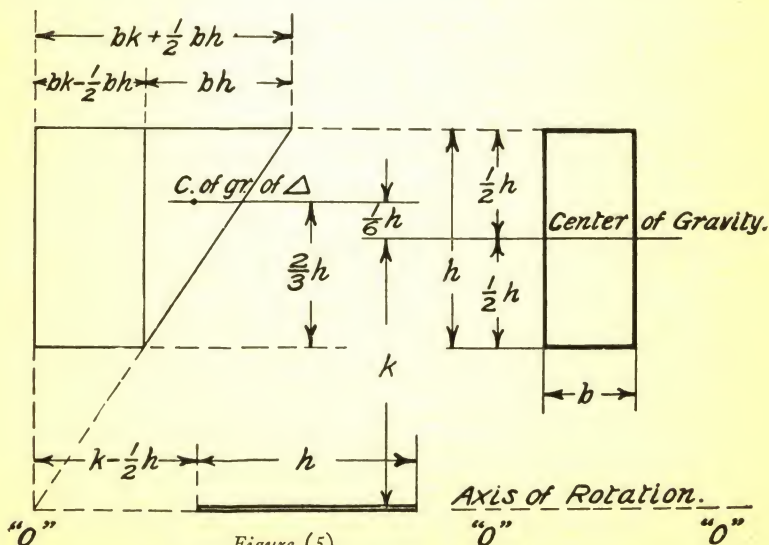 bk + 1/2 bh
bk - 1/2 bh
bh
C. of gr. of Δ
1/6 h
2/3 h
k
h
1/2 h
1/2 h
Center of Gravity.
b
k - 1/2 h
h
Axis of Rotation.
"O"
"O"
"O"
Figure (5)